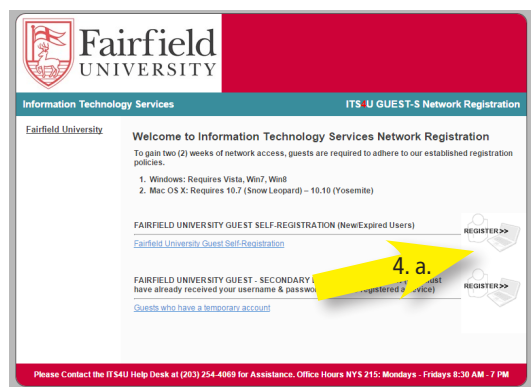 Fairfield
UNIVERSITY
Information Technology Services
ITS4U GUEST-S Network Registration
Fairfield University
Welcome to Information Technology Services Network Registration
To gain two (2) weeks of network access, guests are required to adhere to our established registration
policies.
1. Windows: Requires Vista, Win7, Win8
2. Mac OS X: Requires 10.7 (Snow Leopard) – 10.10 (Yosemite)
FAIRFIELD UNIVERSITY GUEST SELF-REGISTRATION (New/Expired Users)
REGISTER>>
Fairfield University Guest Self-Registration
4. a.
FAIRFIELD UNIVERSITY GUEST - SECONDARY
have already received your username &
REGISTER>>
Guests who have a temporary account
Please Contact the ITS4U Help Desk at (203) 254-4069 for Assistance. Office Hours NYS 215: Mondays - Fridays 8:30 AM - 7 PM